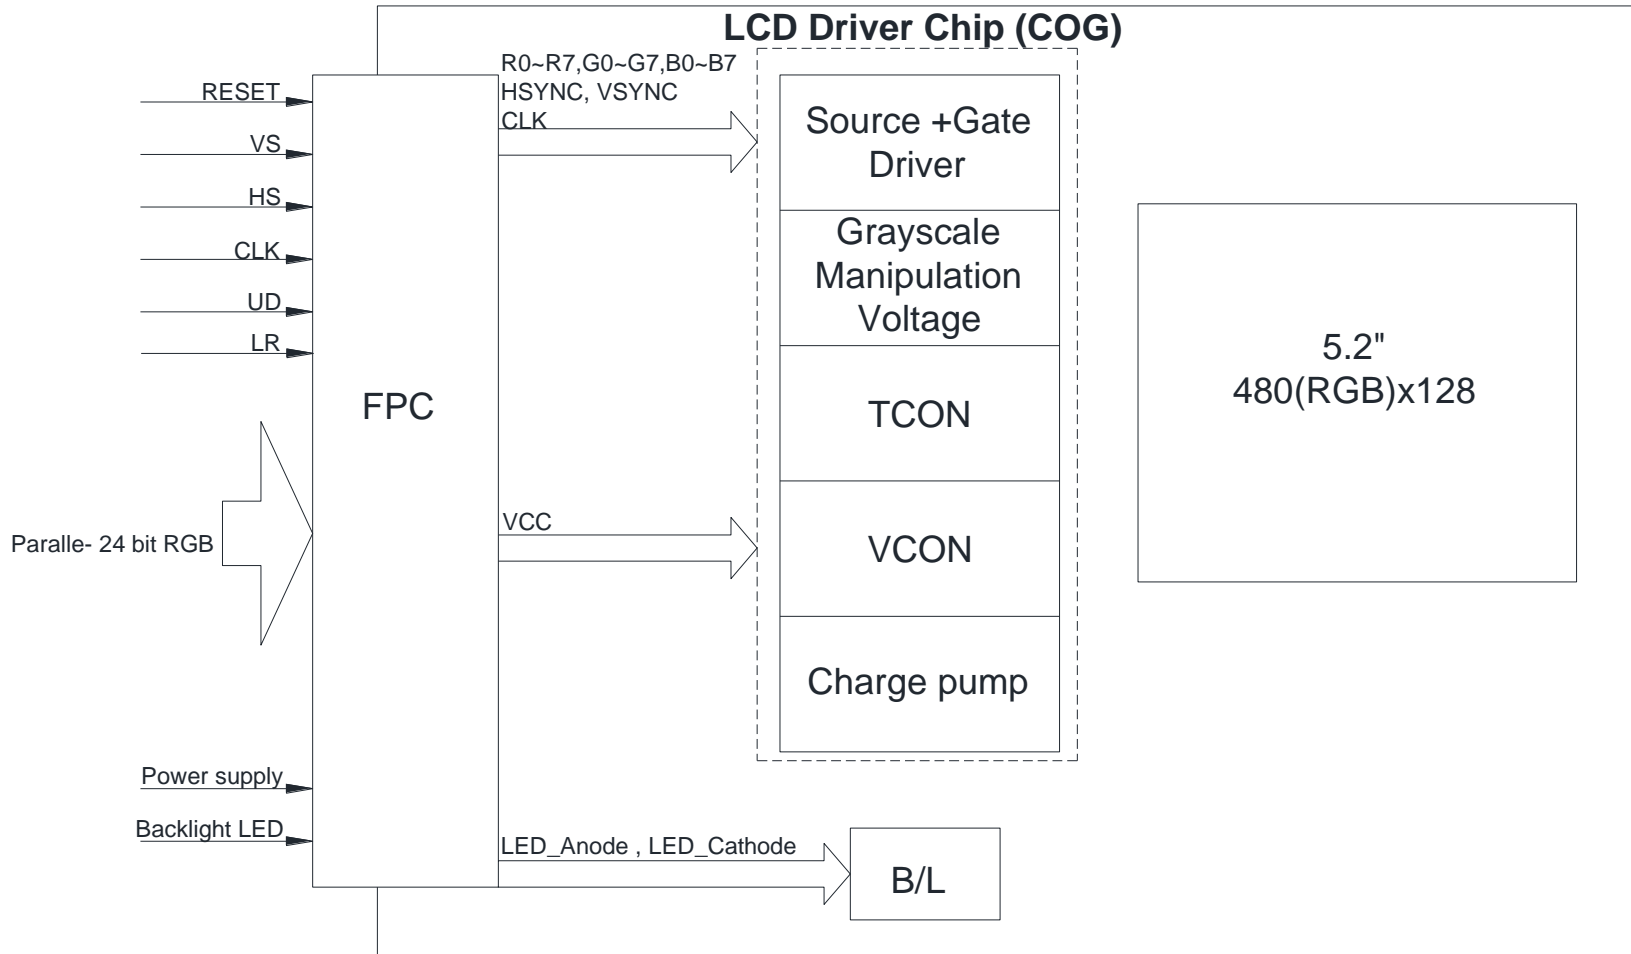 LCD Driver Chip (COG)
R0~R7,G0~G7,B0~B7
HSYNC, VSYNC
CLK
RESET
VS
HS
CLK
UD
LR
FPC
Paralle- 24 bit RGB
Power supply
Backlight LED
VCC
LED_Anode , LED_Cathode
Source +Gate
Driver
Grayscale
Manipulation
Voltage
TCON
VCON
Charge pump
B/L
5.2"
480(RGB)x128